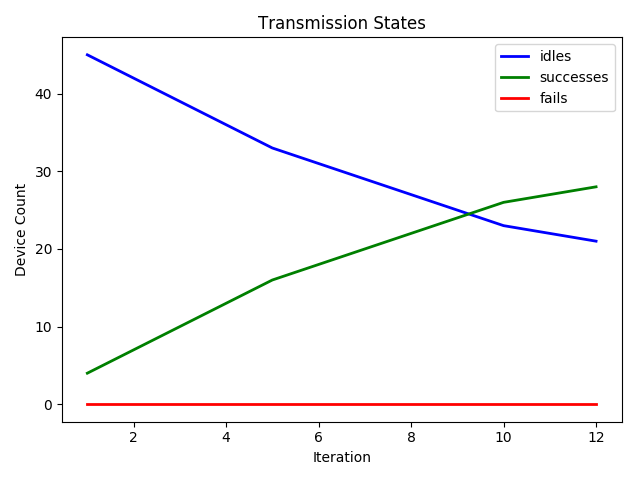 Transmission States
idles
successes
fails
Device Count
40
30
20
10
0
2 4 6 8 10 12
Iteration